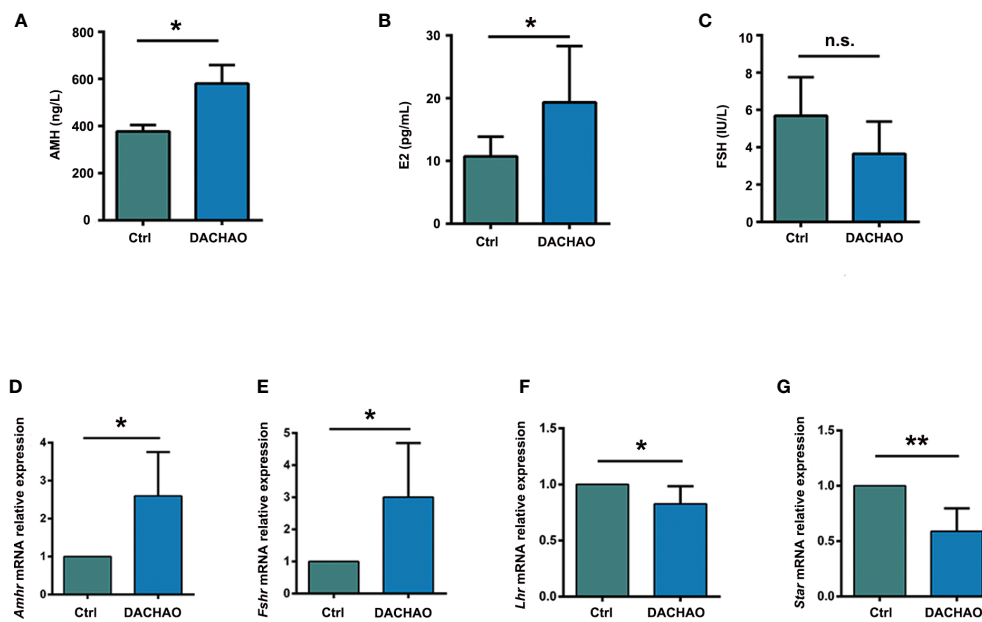 A
*
AMH (ng/L)
800
600
400
200
0
Ctrl DACHAO
B
*
E2 (pg/mL)
30
20
10
0
Ctrl DACHAO
C
n.s.
FSH (IU/L)
10
8
6
4
2
0
Ctrl DACHAO
D
*
Amhr mRNA relative expression
4
3
2
1
0
Ctrl DACHAO
E
*
Fshr mRNA relative expression
5
4
3
2
1
0
Ctrl DACHAO
F
*
Lhr mRNA relative expression
1.5
1.0
0.5
0.0
Ctrl DACHAO
G
**
Star mRNA relative expression
1.5
1.0
0.5
0.0
Ctrl DACHAO